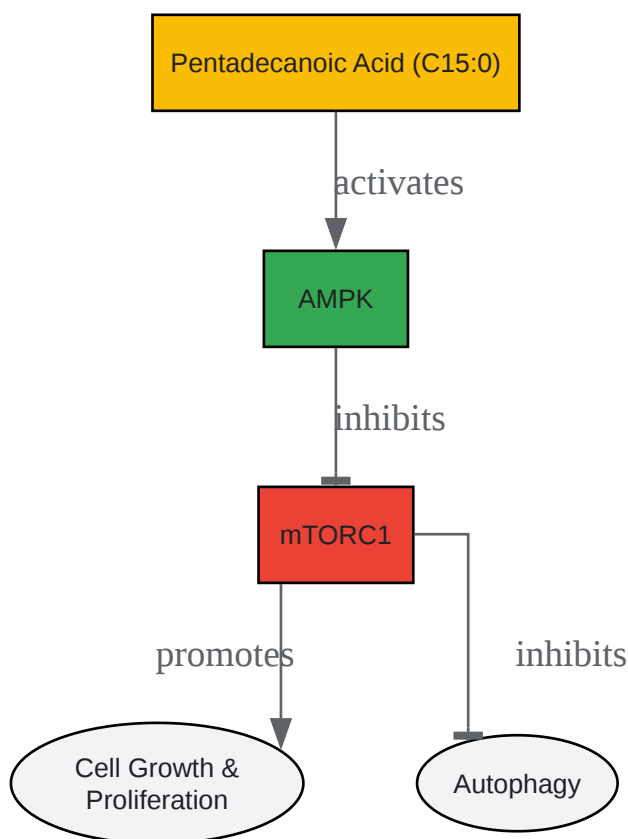 Pentadecanoic Acid (C15:0)
activates
AMPK
inhibits
mTORC1
promotes
inhibits
Cell Growth &
Proliferation
Autophagy